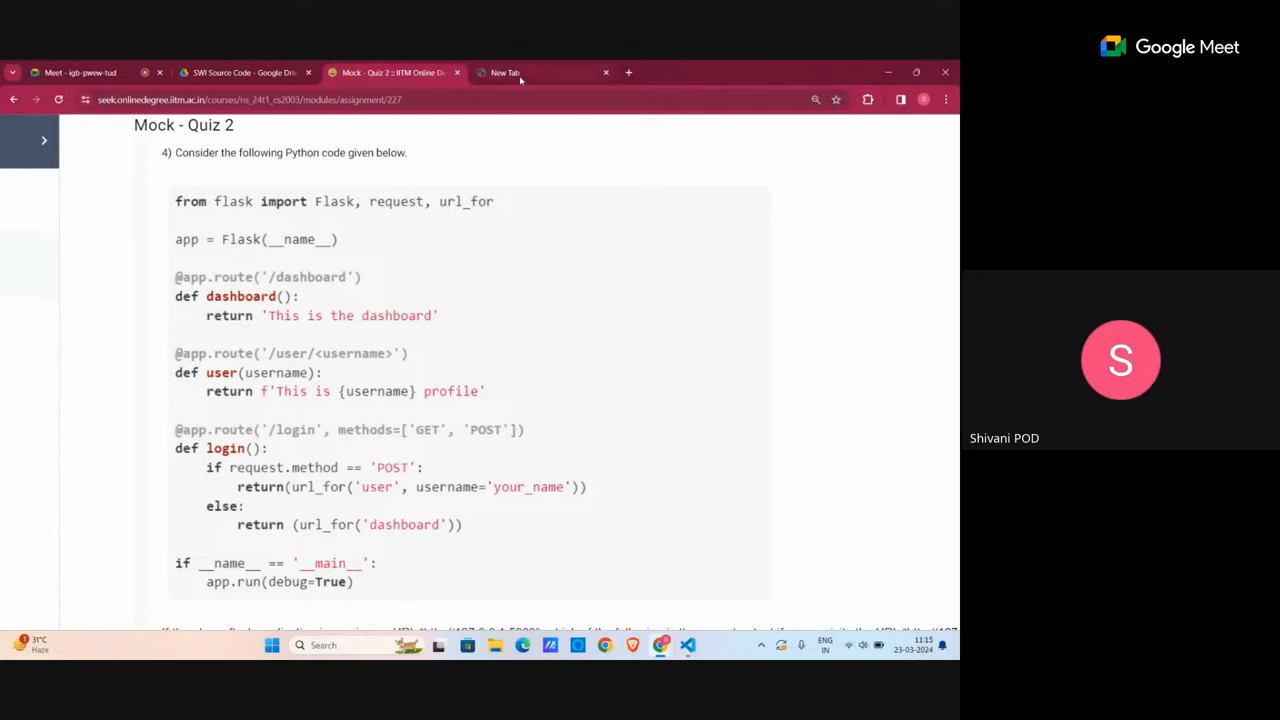 Google Meet
Meet - igb-pwew-tud
SWI Source Code - Google Dri
Mock - Quiz 2 :: IITM Online De
New Tab
seek.onlinedegree.iitm.ac.in/courses/ns_24t1_cs2003/modules/assignment/227
S
Mock - Quiz 2
4) Consider the following Python code given below.
from flask import Flask, request, url_for
app = Flask(__name__)
@app.route('/dashboard')
def dashboard():
return 'This is the dashboard'
@app.route('/user/<username>')
def user(username):
return f'This is {username} profile'
@app.route('/login', methods=['GET', 'POST'])
def login():
if request.method == 'POST':
return(url_for('user', username='your_name'))
else:
return (url_for('dashboard'))
if __name__ == '__main__':
app.run(debug=True)
S
Shivani POD
31°C
Haze
1
Search
ENG
IN
11:15
23-03-2024